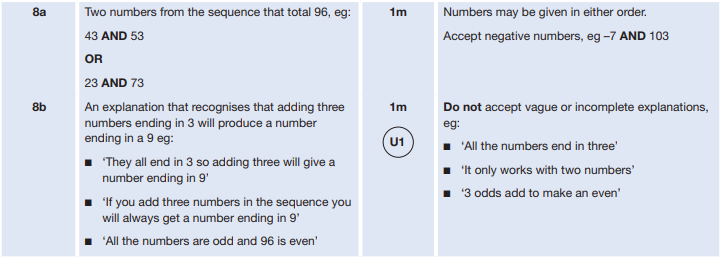 8a
Two numbers from the sequence that total 96, eg:
43 AND 53
OR
23 AND 73
1m
Numbers may be given in either order.
Accept negative numbers, eg –7 AND 103
8b
An explanation that recognises that adding three
numbers ending in 3 will produce a number
ending in a 9 eg:
■ ‘They all end in 3 so adding three will give a
number ending in 9’
■ ‘If you add three numbers in the sequence you
will always get a number ending in 9’
■ ‘All the numbers are odd and 96 is even’
1m
U1
Do not accept vague or incomplete explanations,
eg:
■ ‘All the numbers end in three’
■ ‘It only works with two numbers’
■ ‘3 odds add to make an even’